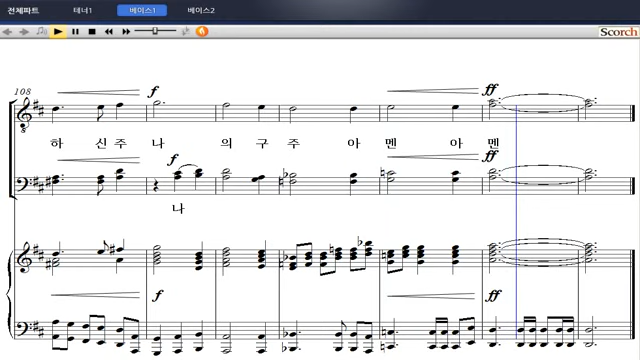 전체파트 테너1 베이스1 베이스2
Scorch
108
f ff
하 신 주 나 의 구 주 아 멘 아 멘
f ff
나
f ff